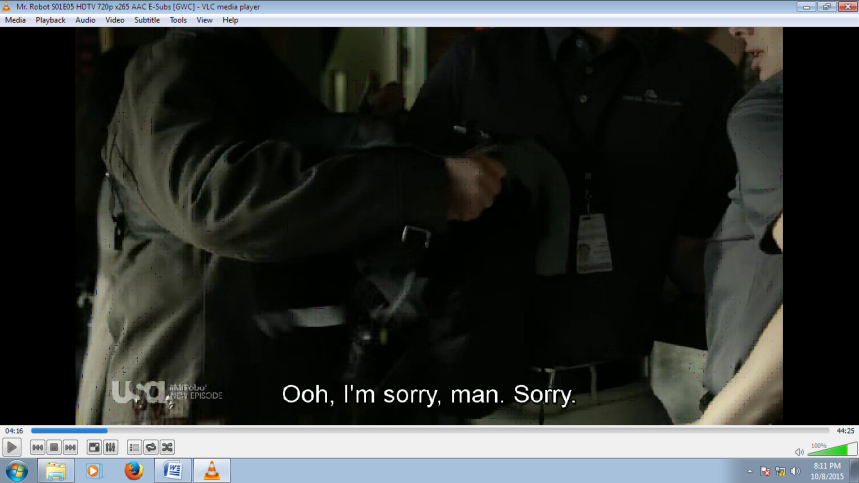 Mr. Robot S01E05 HDTV 720p x265 AAC E-Subs [GWC] - VLC media player
Media Playback Audio Video Subtitle Tools View Help
usa
NEW EPISODE
Ooh, I'm sorry, man. Sorry.
04:16
44:25
100%
8:11 PM
10/8/2015